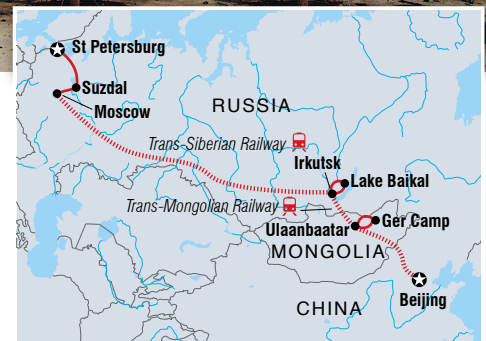 St Petersburg
Suzdal
Moscow
RUSSIA
Trans-Siberian Railway
Irkutsk
Lake Baikal
Trans-Mongolian Railway
Ulaanbaatar
Ger Camp
MONGOLIA
Beijing
CHINA